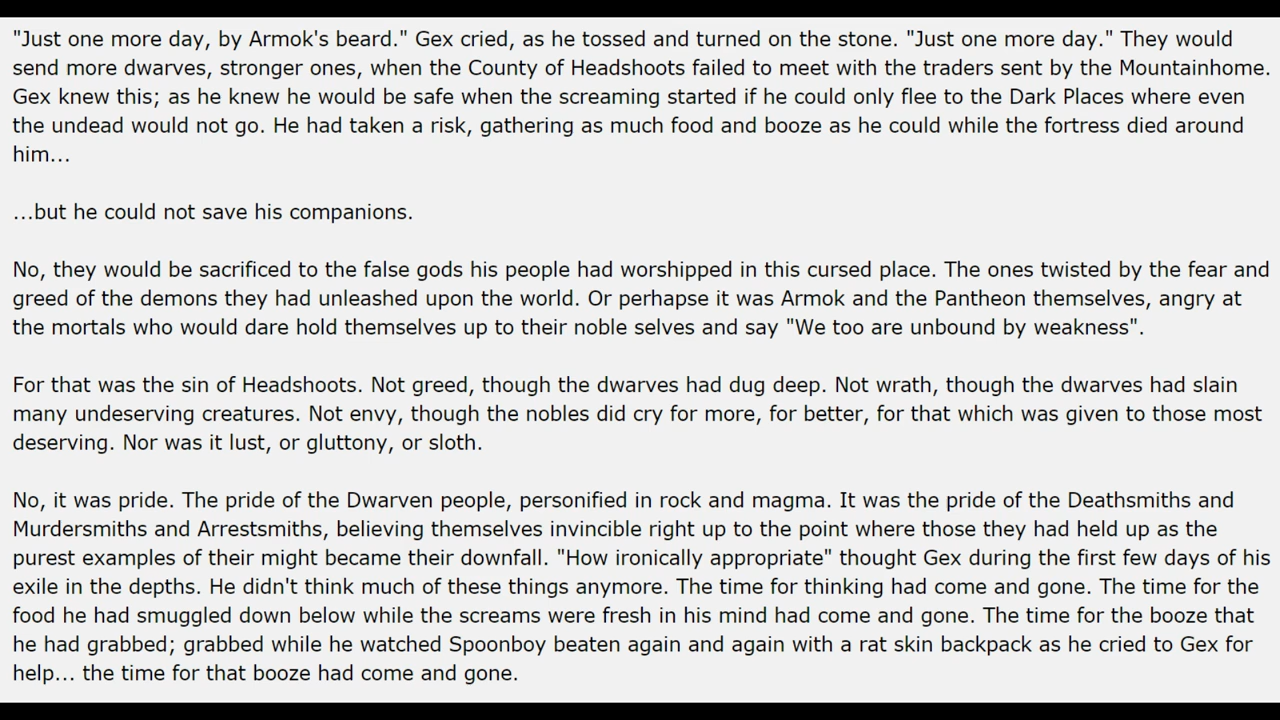 "Just one more day, by Armok's beard." Gex cried, as he tossed and turned on the stone. "Just one more day." They would
send more dwarves, stronger ones, when the County of Headshoots failed to meet with the traders sent by the Mountainhome.
Gex knew this; as he knew he would be safe when the screaming started if he could only flee to the Dark Places where even
the undead would not go. He had taken a risk, gathering as much food and booze as he could while the fortress died around
him…
…but he could not save his companions.
No, they would be sacrificed to the false gods his people had worshipped in this cursed place. The ones twisted by the fear and
greed of the demons they had unleashed upon the world. Or perhapse it was Armok and the Pantheon themselves, angry at
the mortals who would dare hold themselves up to their noble selves and say "We too are unbound by weakness".
For that was the sin of Headshoots. Not greed, though the dwarves had dug deep. Not wrath, though the dwarves had slain
many undeserving creatures. Not envy, though the nobles did cry for more, for better, for that which was given to those most
deserving. Nor was it lust, or gluttony, or sloth.
No, it was pride. The pride of the Dwarven people, personified in rock and magma. It was the pride of the Deathsmiths and
Murdersmiths and Arrestsmiths, believing themselves invincible right up to the point where those they had held up as the
purest examples of their might became their downfall. "How ironically appropriate" thought Gex during the first few days of his
exile in the depths. He didn't think much of these things anymore. The time for thinking had come and gone. The time for the
food he had smuggled down below while the screams were fresh in his mind had come and gone. The time for the booze that
he had grabbed; grabbed while he watched Spoonboy beaten again and again with a rat skin backpack as he cried to Gex for
help… the time for that booze had come and gone.